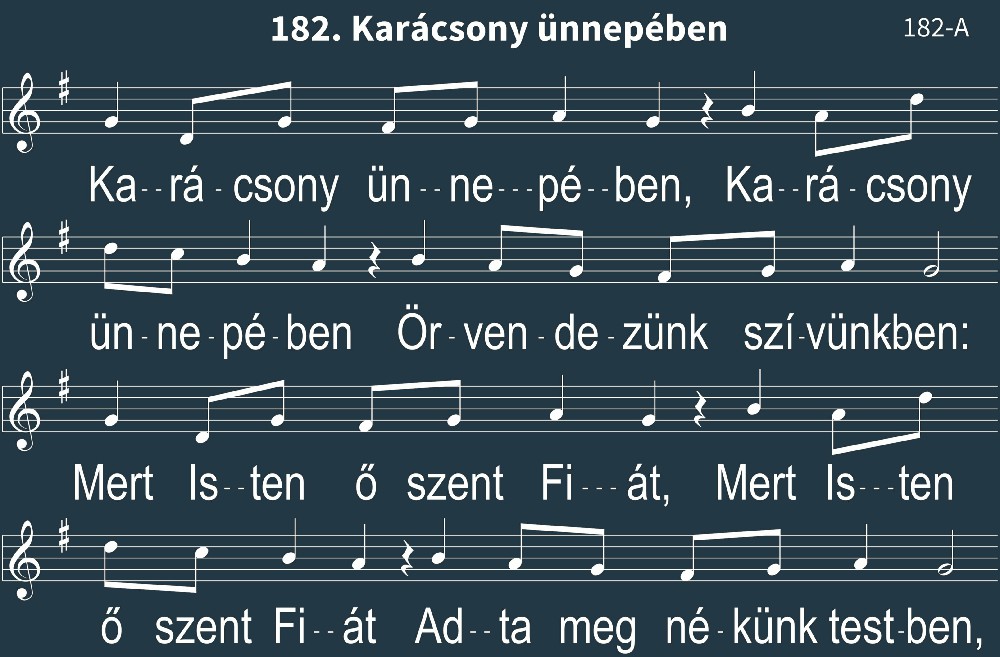 182. Karácsony ünnepében
182-A
Ka--rá - csony ün--ne---pé--ben, Ka--rá - csony
ün-ne-pé-ben Ör-ven-de-zünk szí-vünkben:
Mert Is--ten ő szent Fi---át, Mert Is---ten
ő szent Fi--át Ad--ta meg né-künk test-ben,